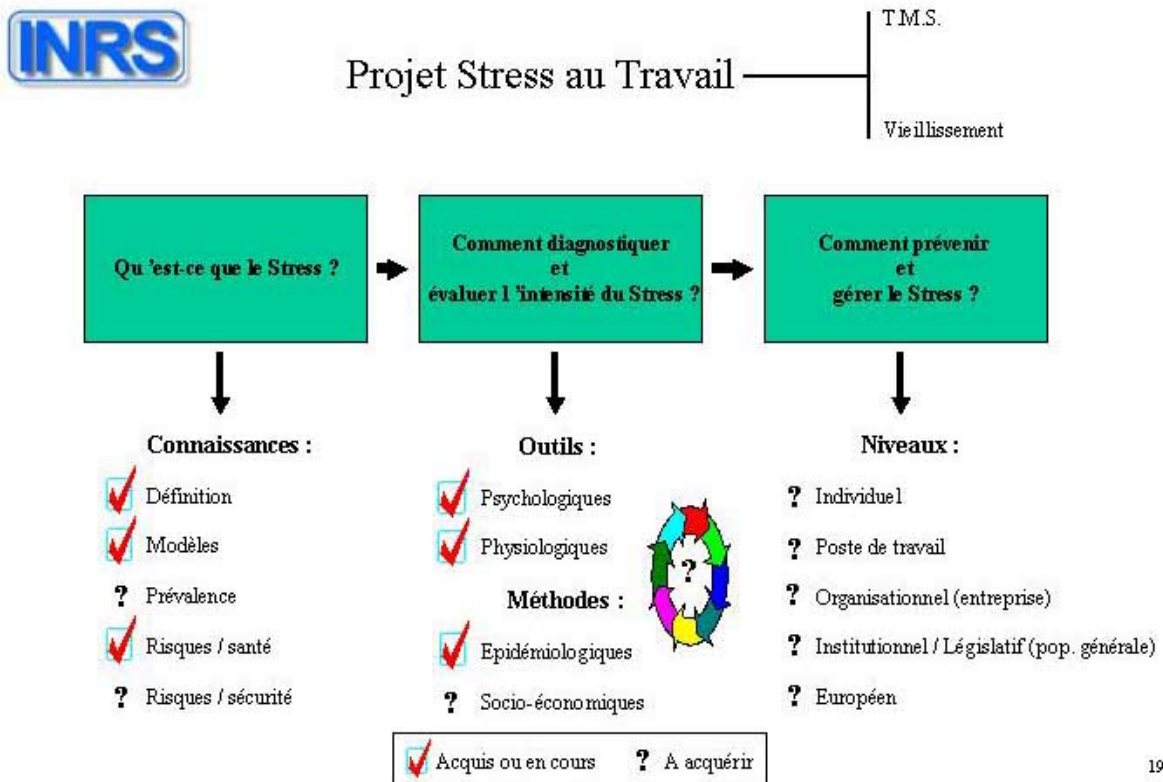 INRS
T.M.S.
Projet Stress au Travail
Vieillissement
Qu 'est-ce que le Stress ?
Comment diagnostiquer
et
évaluer l 'intensité du Stress ?
Comment prévenir
et
gérer le Stress ?
Connaissances :
Définition
Modèles
? Prévalence
Risques / santé
? Risques / sécurité
Outils :
Psychologiques
Physiologiques
?
Méthodes :
Epidémiologiques
? Socio-économiques
Niveaux :
? Individuel
? Poste de travail
? Organisationnel (entreprise)
? Institutionnel / Législatif (pop. générale)
? Européen
Acquis ou en cours ? A acquérir
19